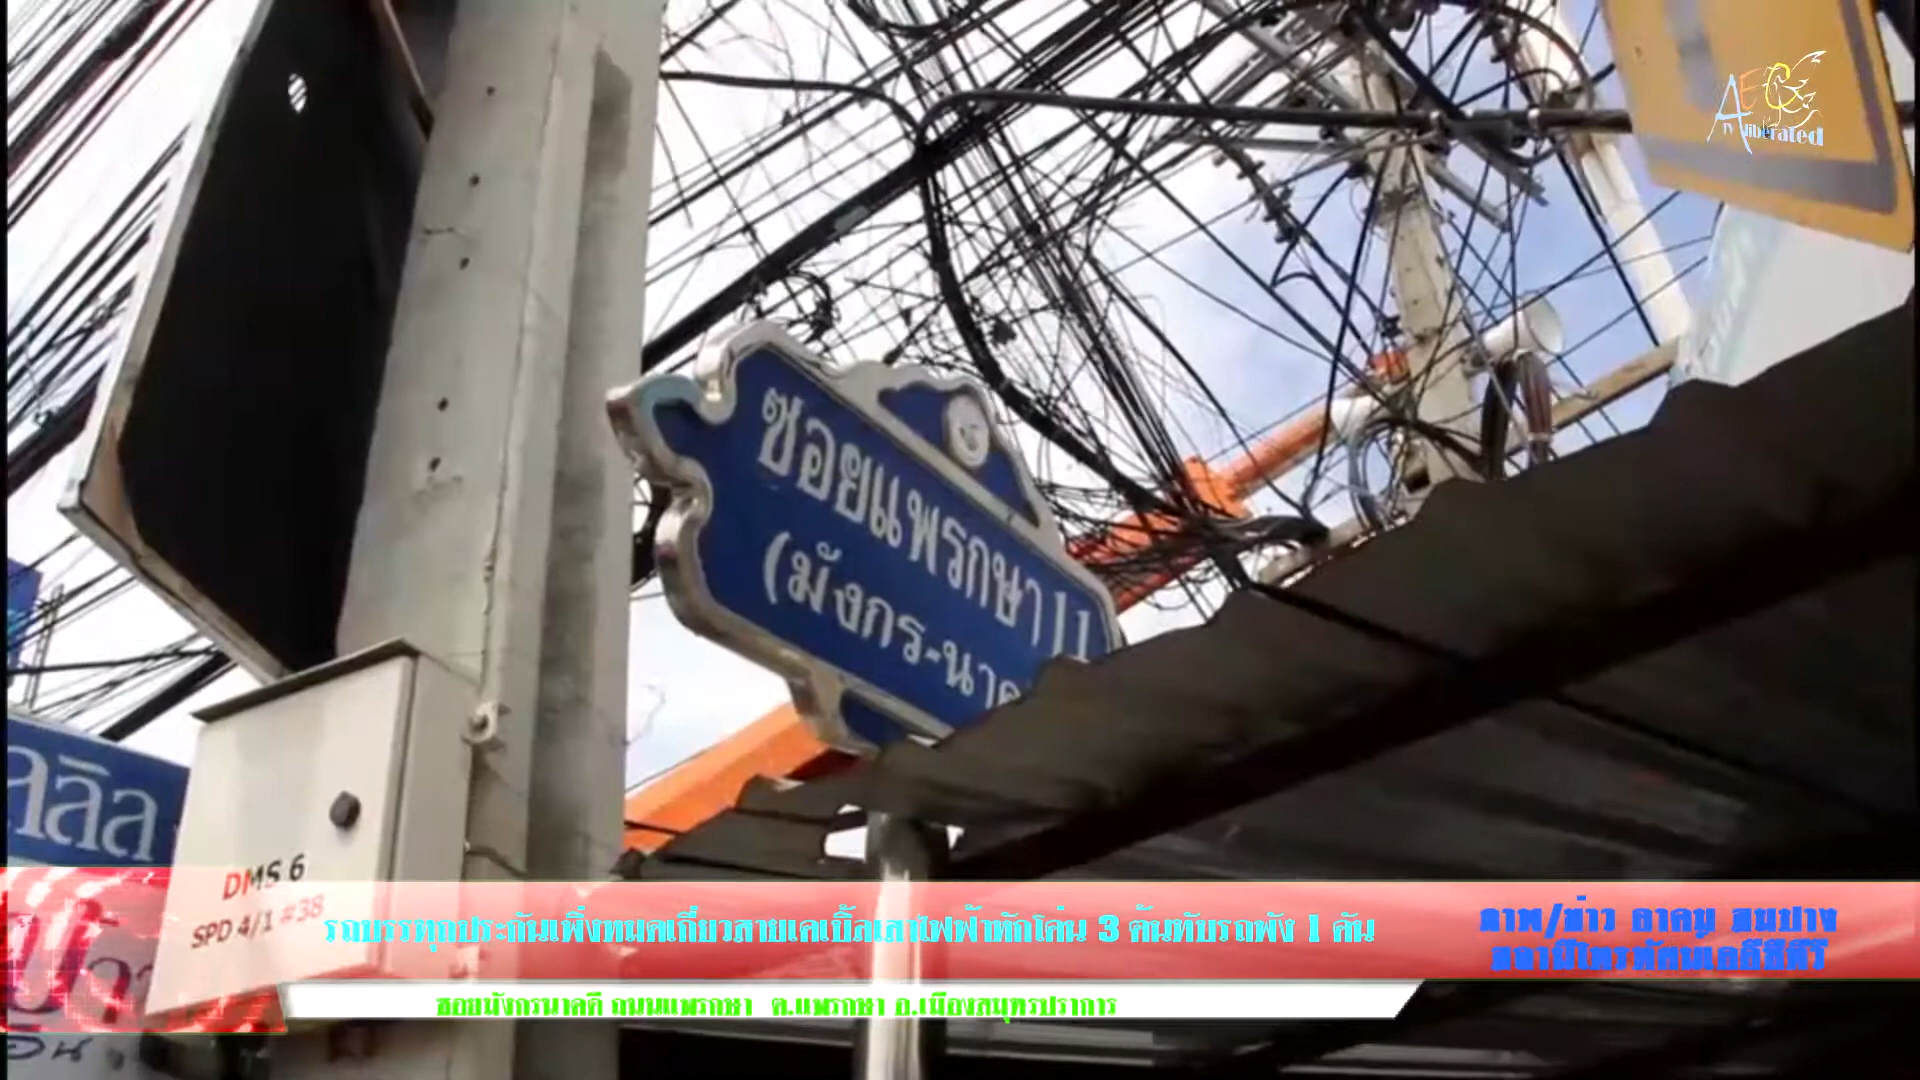 AEC
TV liberated
ซอยแพรกษา 11
(มังกร-นาค
DMS 6
SPD 4/1 #38
รถบรรทุกประกันเพิ่งหมดเกี่ยวสายเคเบิ้ลเสาไฟฟ้าหักโค่น 3 ต้นทับรถพัง 1 คัน
ภาพ/ข่าว อาคม สมปาง
สถานีโทรทัศน์เออีซีทีวี
ซอยมังกรนาคดี ถนนแพรกษา ต.แพรกษา อ.เมืองสมุทรปราการ